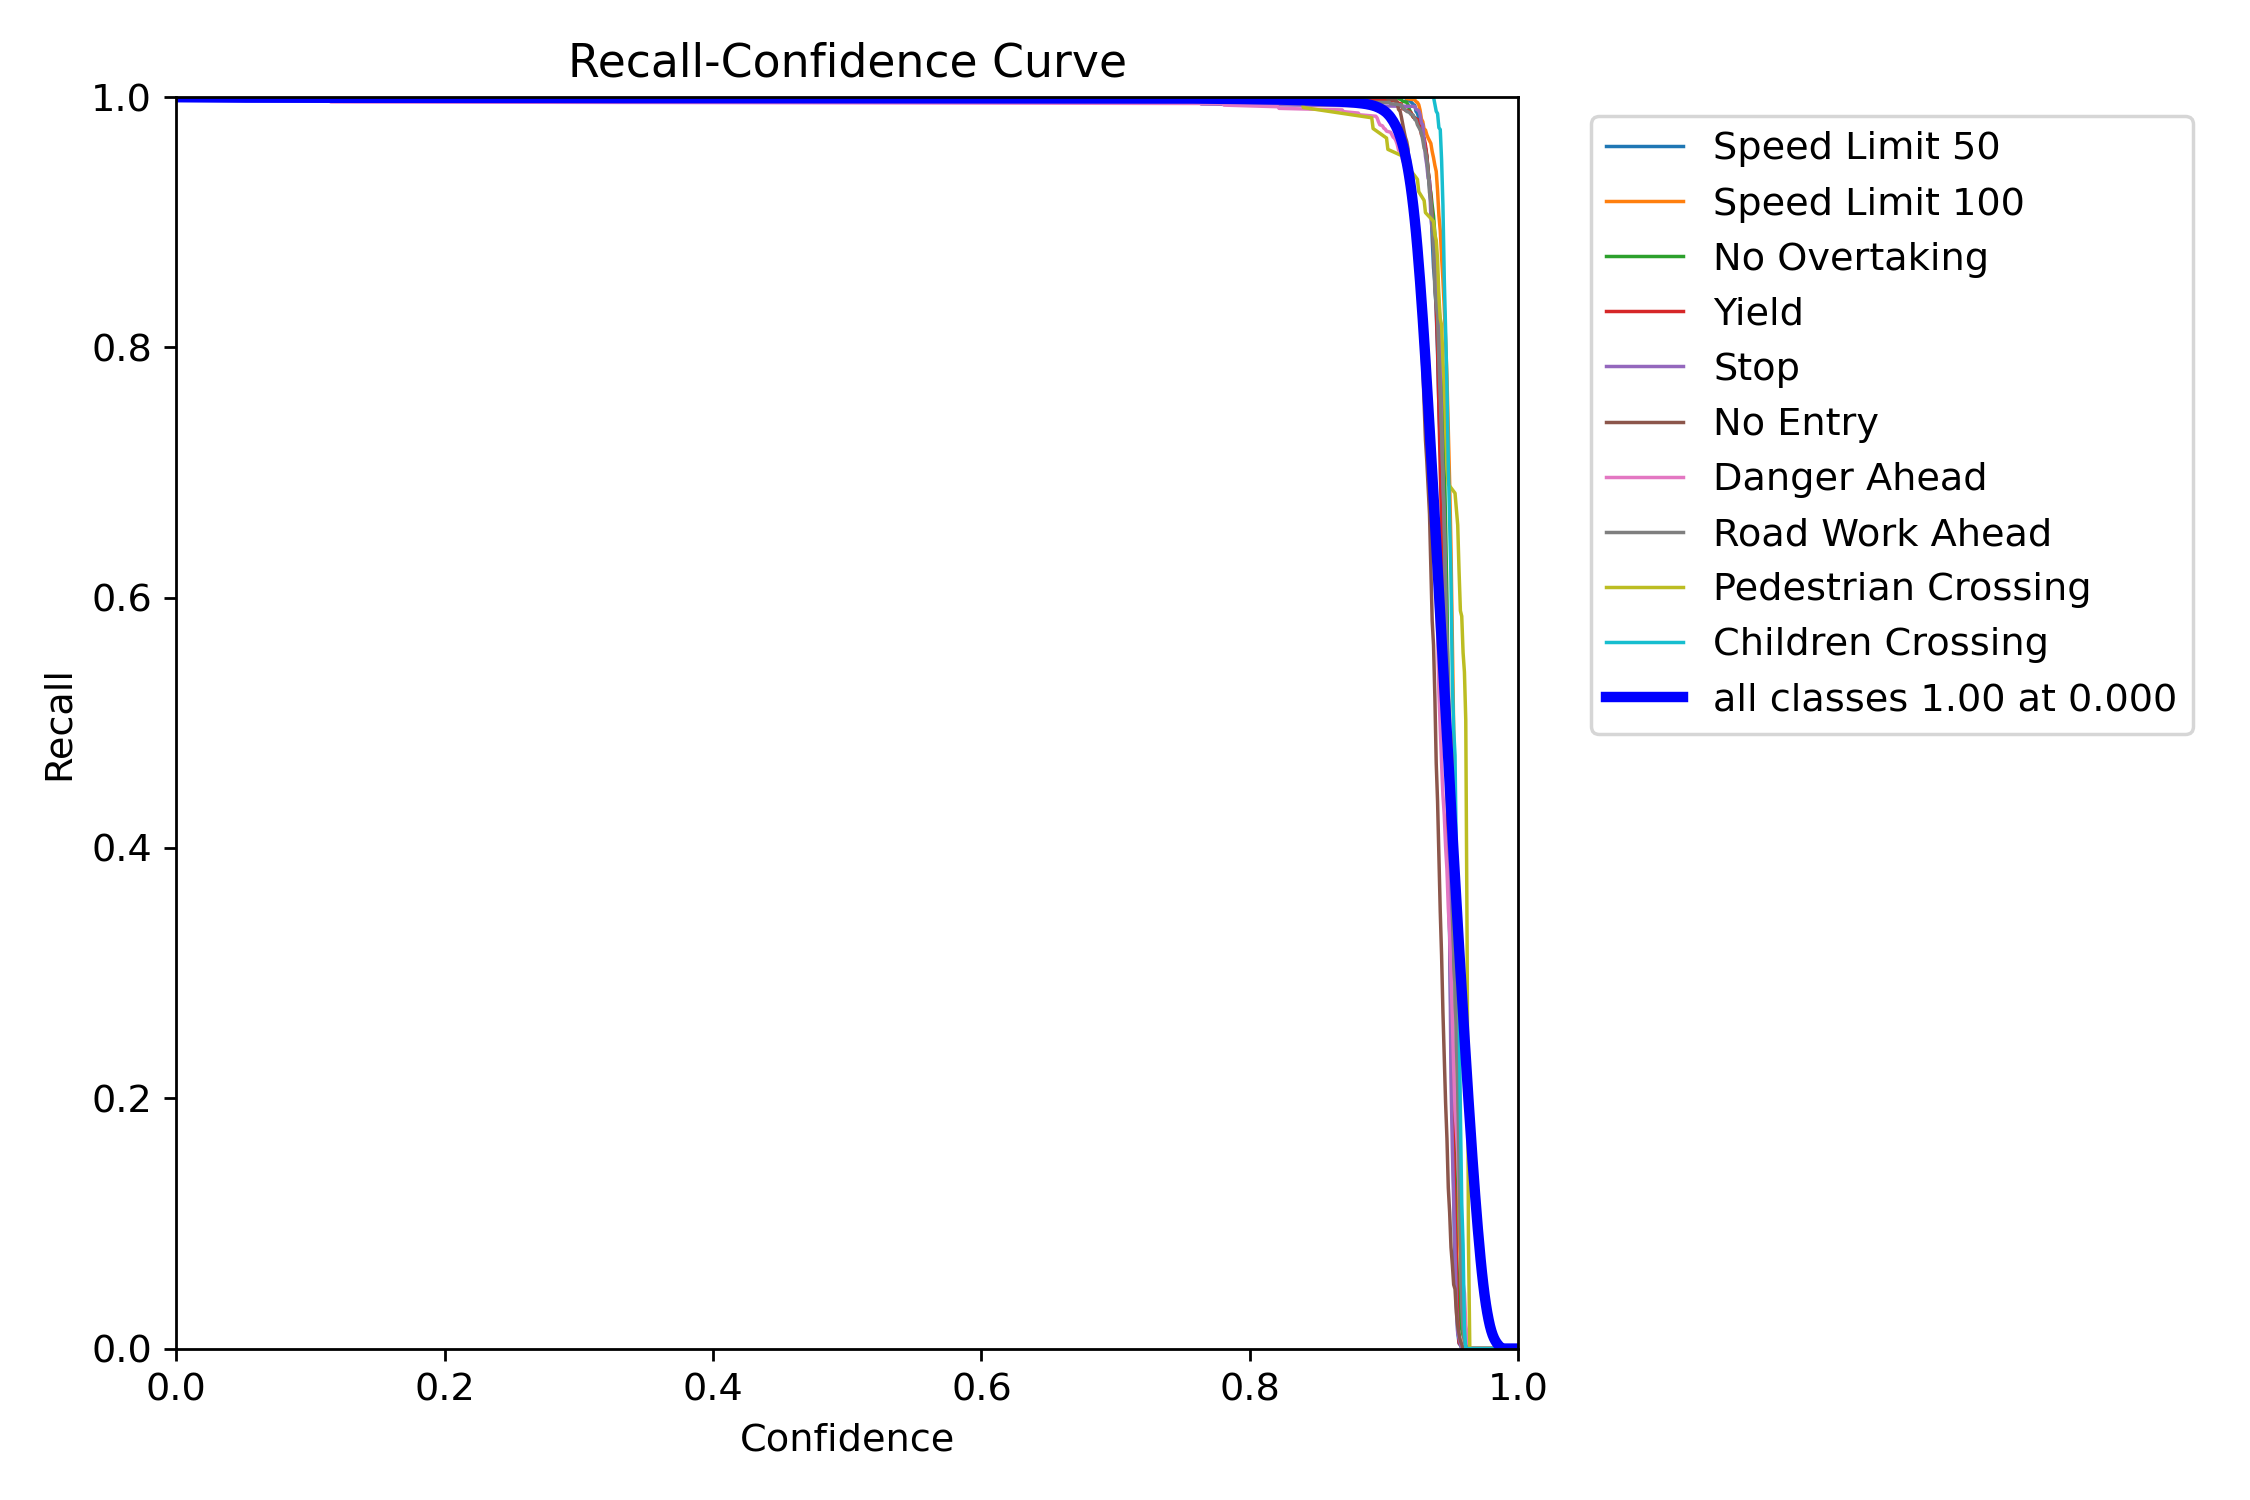 Recall-Confidence Curve
1.0
0.8
0.6
0.4
0.2
0.0
Recall
0.0 0.2 0.4 0.6 0.8 1.0
Confidence
Speed Limit 50
Speed Limit 100
No Overtaking
Yield
Stop
No Entry
Danger Ahead
Road Work Ahead
Pedestrian Crossing
Children Crossing
all classes 1.00 at 0.000